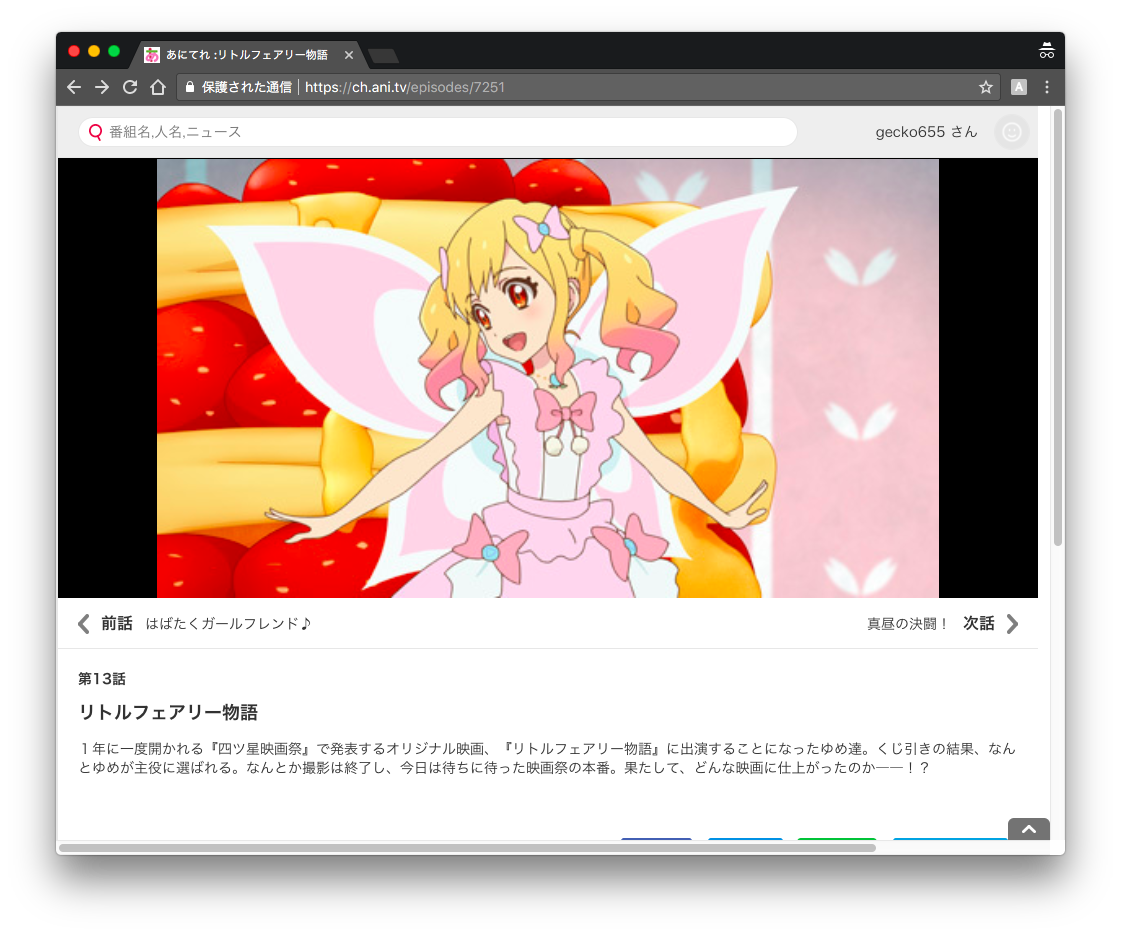 あにてれ :リトルフェアリー物語
保護された通信 https://ch.ani.tv/episodes/7251
A
番組名,人名,ニュース
gecko655 さん
前話 はばたくガールフレンド♪
真昼の決闘！ 次話
第13話
リトルフェアリー物語
１年に一度開かれる『四ツ星映画祭』で発表するオリジナル映画、『リトルフェアリー物語』に出演することになったゆめ達。くじ引きの結果、なん
とゆめが主役に選ばれる。なんとか撮影は終了し、今日は待ちに待った映画祭の本番。果たして、どんな映画に仕上がったのか――！？